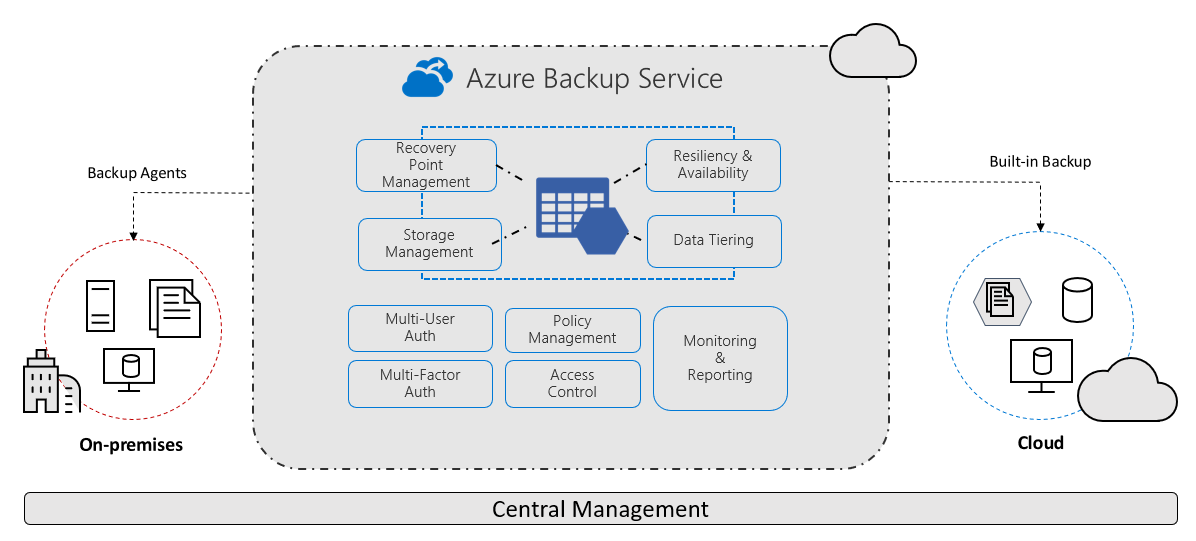 Azure Backup Service
Backup Agents
Built-in Backup
Recovery
Point
Management
Resiliency &
Availability
Storage
Management
Data Tiering
Multi-User
Auth
Policy
Management
Monitoring
&
Reporting
Multi-Factor
Auth
Access
Control
On-premises
Cloud
Central Management